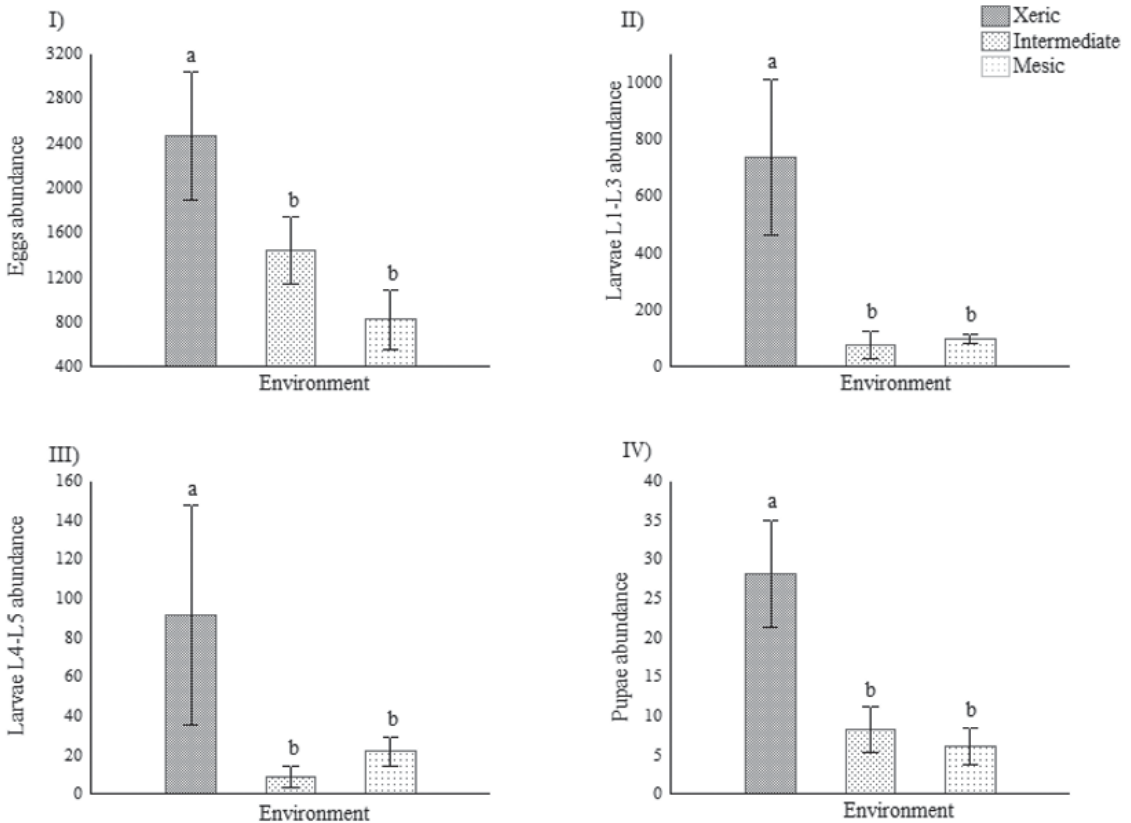 I)
II)
Xeric
Intermediate
Mesic
Eggs abundance
3200
2800
2400
2000
1600
1200
800
400
a
b
b
Environment
Larvae L1-L3 abundance
1000
800
600
400
200
0
a
b
b
Environment
III)
Larvae L4-L5 abundance
160
140
120
100
80
60
40
20
0
a
b
b
Environment
IV)
Pupae abundance
40
35
30
25
20
15
10
5
0
a
b
b
Environment